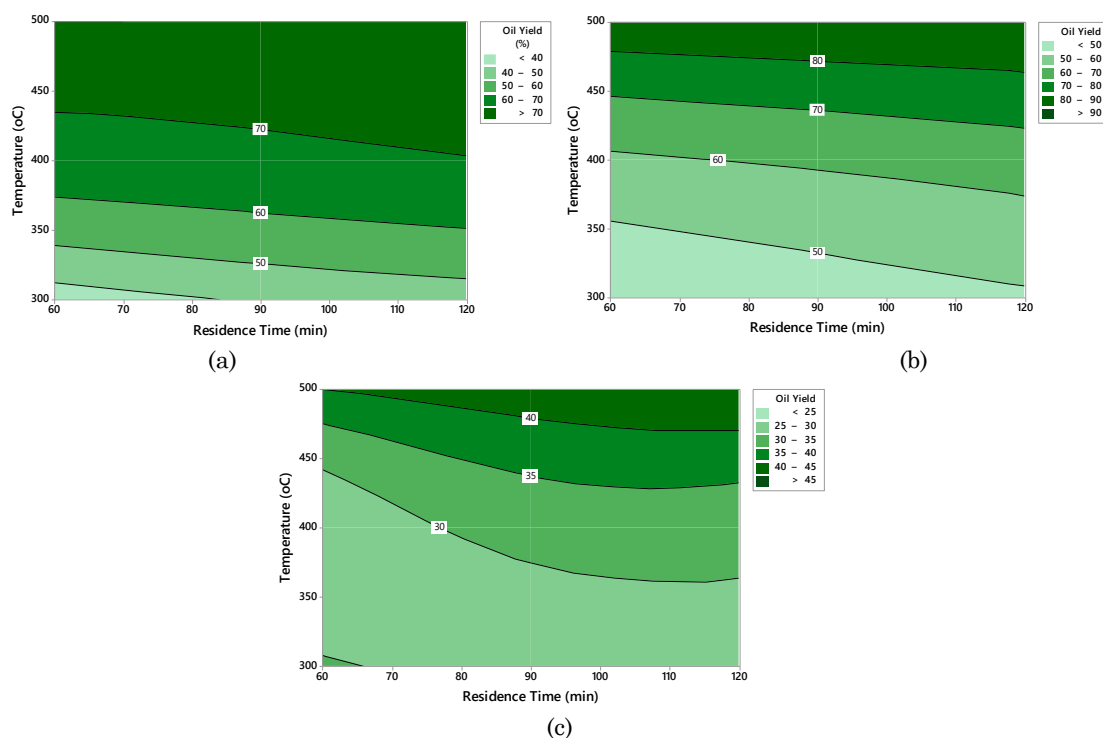 500
450
400
350
300
Temperature (oC)
70
60
50
60
70
80
90
100
110
120
Residence Time (min)
Oil Yield
(%)
< 40
40 – 50
50 – 60
60 – 70
> 70
(a)
500
450
400
350
300
Temperature (oC)
80
70
60
50
60
70
80
90
100
110
120
Residence Time (min)
Oil Yield
< 50
50 – 60
60 – 70
70 – 80
80 – 90
> 90
(b)
500
450
400
350
300
Temperature (oC)
40
35
30
60
70
80
90
100
110
120
Residence Time (min)
Oil Yield
< 25
25 – 30
30 – 35
35 – 40
40 – 45
> 45
(c)